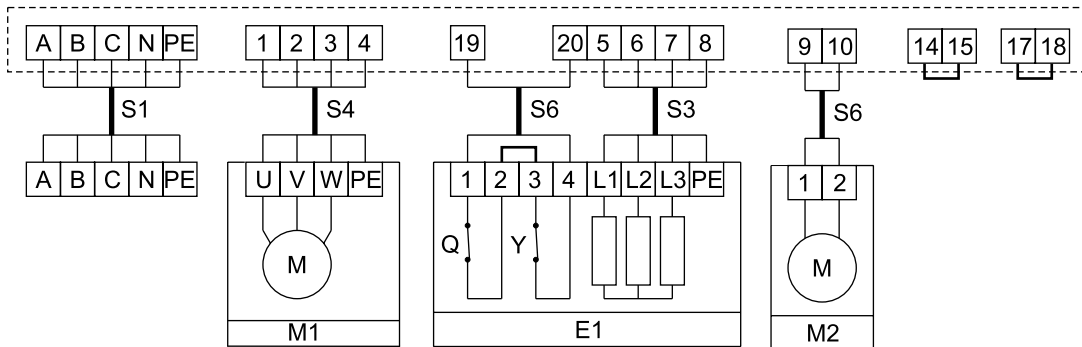 A B C N PE 1 2 3 4 19 20 5 6 7 8 9 10 14 15 17 18
S1 S4 S6 S3 S6
A B C N PE U V W PE 1 2 3 4 L1 L2 L3 PE 1 2
Q Y
M M
M1 E1 M2